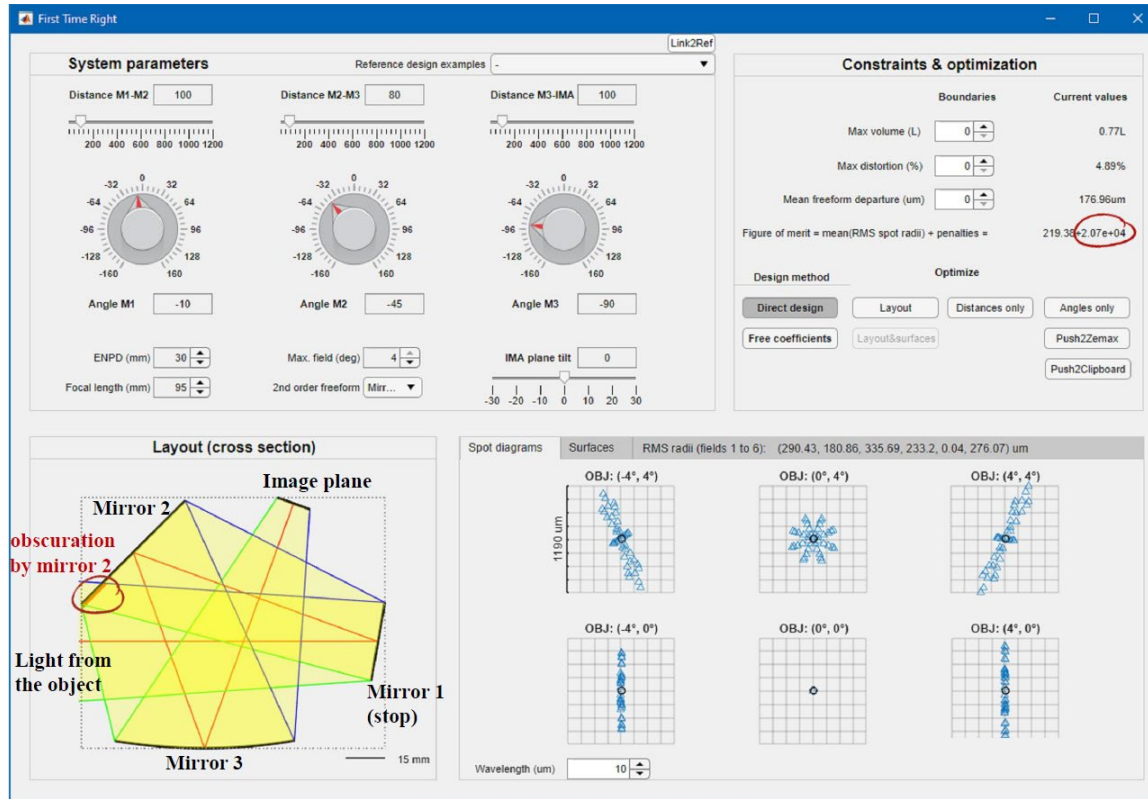 First Time Right
Link2Ref
System parameters
Reference design examples -
Distance M1-M2 100
Distance M2-M3 80
Distance M3-IMA 100
200 400 600 800 1000 1200
200 400 600 800 1000 1200
200 400 600 800 1000 1200
0
-32 32
-64 64
-96 96
-128 128
-160 160
0
-32 32
-64 64
-96 96
-128 128
-160 160
0
-32 32
-64 64
-96 96
-128 128
-160 160
Angle M1 -10
Angle M2 -45
Angle M3 -90
ENPD (mm) 30
Max. field (deg) 4
IMA plane tilt 0
Focal length (mm) 95
2nd order freeform Mirr...
-30 -20 -10 0 10 20 30
Constraints & optimization
Boundaries Current values
Max volume (L) 0 0.77L
Max distortion (%) 0 4.89%
Mean freeform departure (um) 0 176.96um
Figure of merit = mean(RMS spot radii) + penalties = 219.38+2.07e+04
Design method
Optimize
Direct design Layout Distances only Angles only
Free coefficients Layout&surfaces Push2Zemax
Push2Clipboard
Layout (cross section)
Image plane
Mirror 2
obscuration
by mirror 2
Light from
the object
Mirror 1
(stop)
Mirror 3
15 mm
Spot diagrams Surfaces RMS radii (fields 1 to 6): (290.43, 180.86, 335.69, 233.2, 0.04, 276.07) um
OBJ: (-4°, 4°) OBJ: (0°, 4°) OBJ: (4°, 4°)
1190 um
OBJ: (-4°, 0°) OBJ: (0°, 0°) OBJ: (4°, 0°)
Wavelength (um) 10